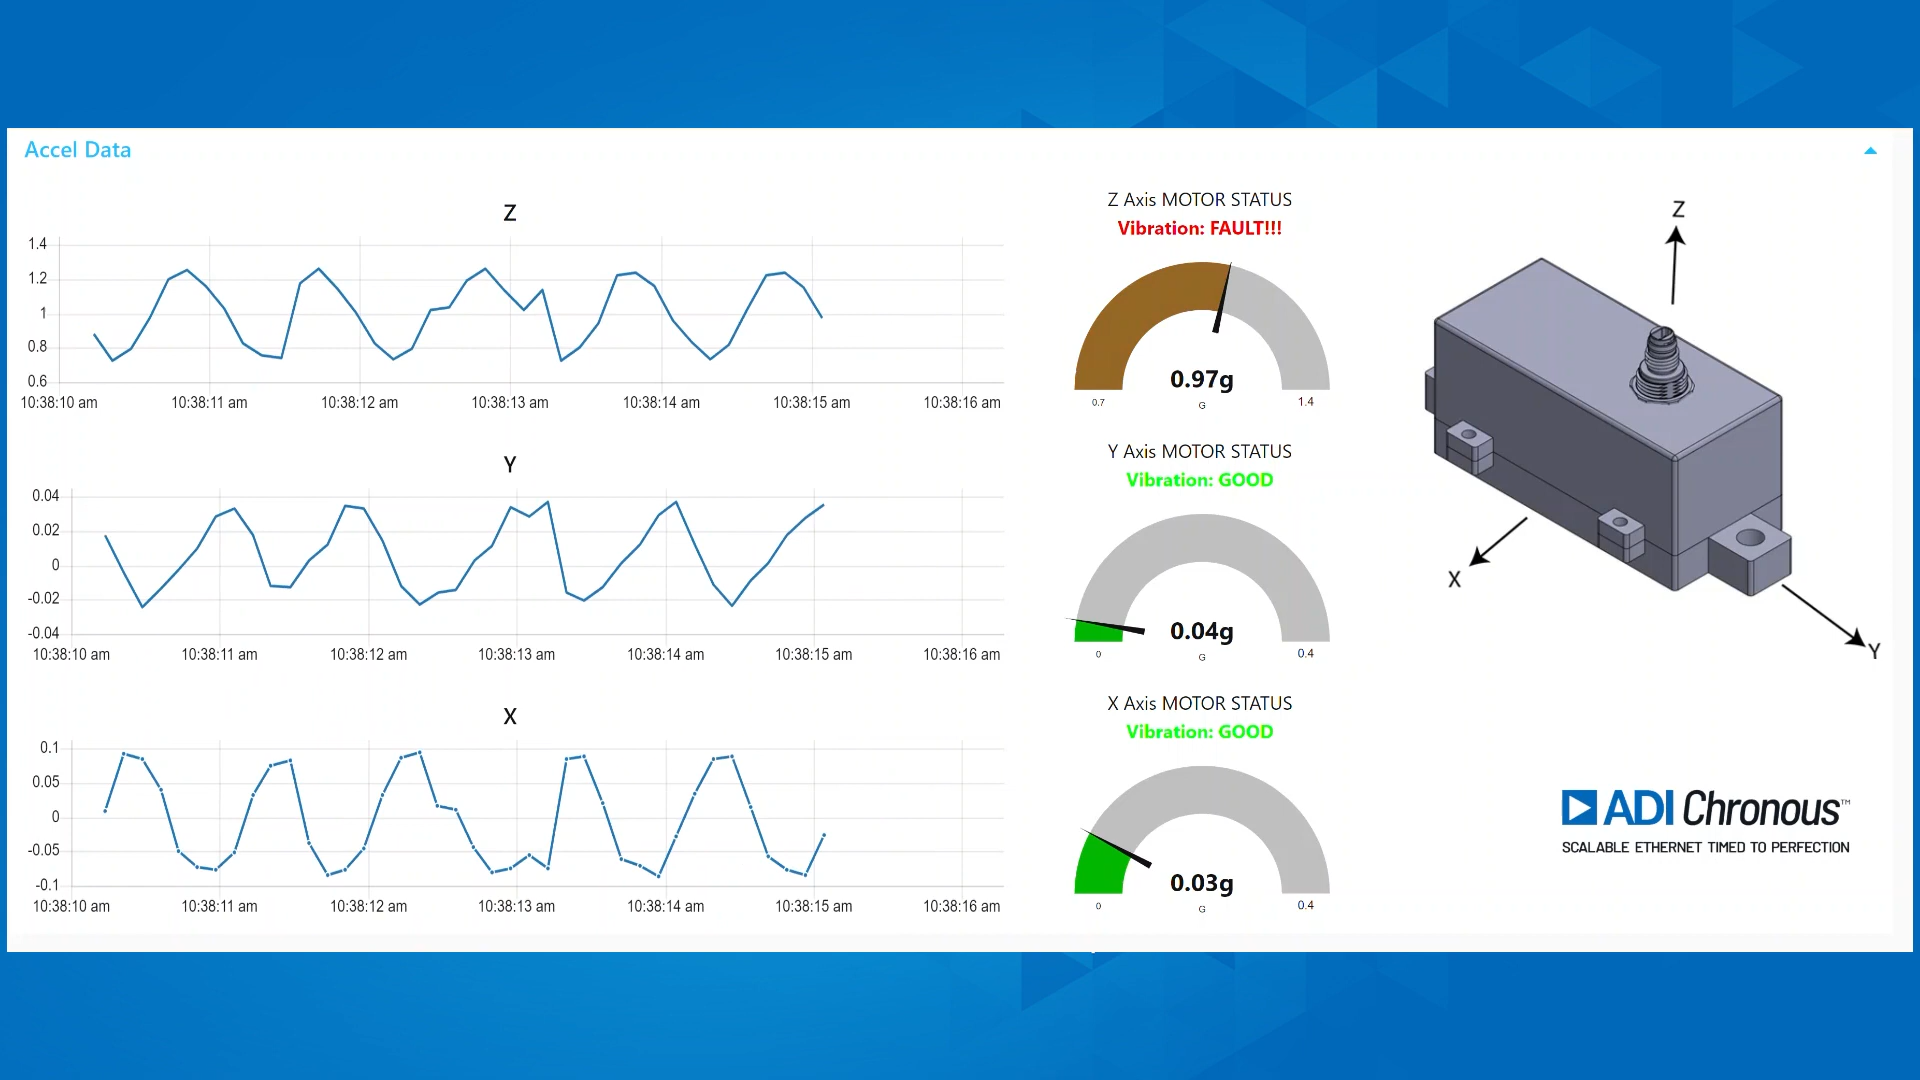 Accel Data
Z
1.4
1.2
1
0.8
0.6
10:38:10 am 10:38:11 am 10:38:12 am 10:38:13 am 10:38:14 am 10:38:15 am 10:38:16 am
Y
0.04
0.02
0
-0.02
-0.04
10:38:10 am 10:38:11 am 10:38:12 am 10:38:13 am 10:38:14 am 10:38:15 am 10:38:16 am
X
0.1
0.05
0
-0.05
-0.1
10:38:10 am 10:38:11 am 10:38:12 am 10:38:13 am 10:38:14 am 10:38:15 am 10:38:16 am
Z Axis MOTOR STATUS
Vibration: FAULT!!!
0.97g
0.7 G 1.4
Y Axis MOTOR STATUS
Vibration: GOOD
0.04g
0 G 0.4
X Axis MOTOR STATUS
Vibration: GOOD
0.03g
0 G 0.4
Z
X
Y
ADI Chronous™
SCALABLE ETHERNET TIMED TO PERFECTION